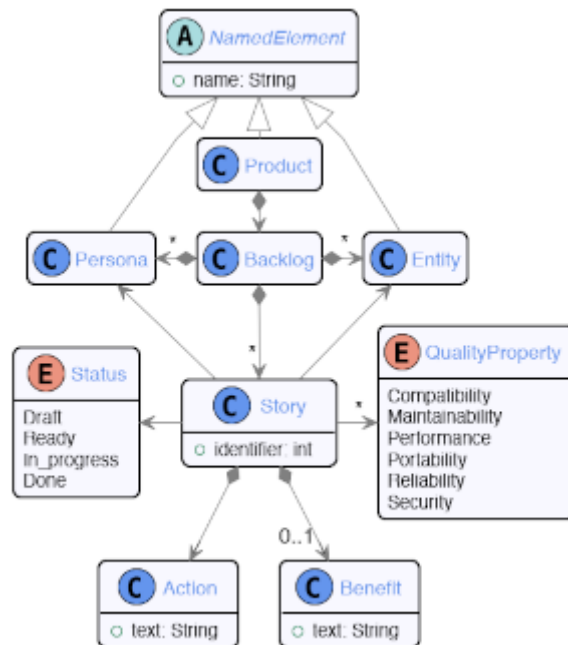 A NamedElement
name: String
C Product
C Persona
*
C Backlog
*
C Entity
*
E Status
Draft
Ready
In_progress
Done
C Story
identifier: int
*
E QualityProperty
Compatibility
Maintainability
Performance
Portability
Reliability
Security
0..1
C Action
text: String
C Benefit
text: String